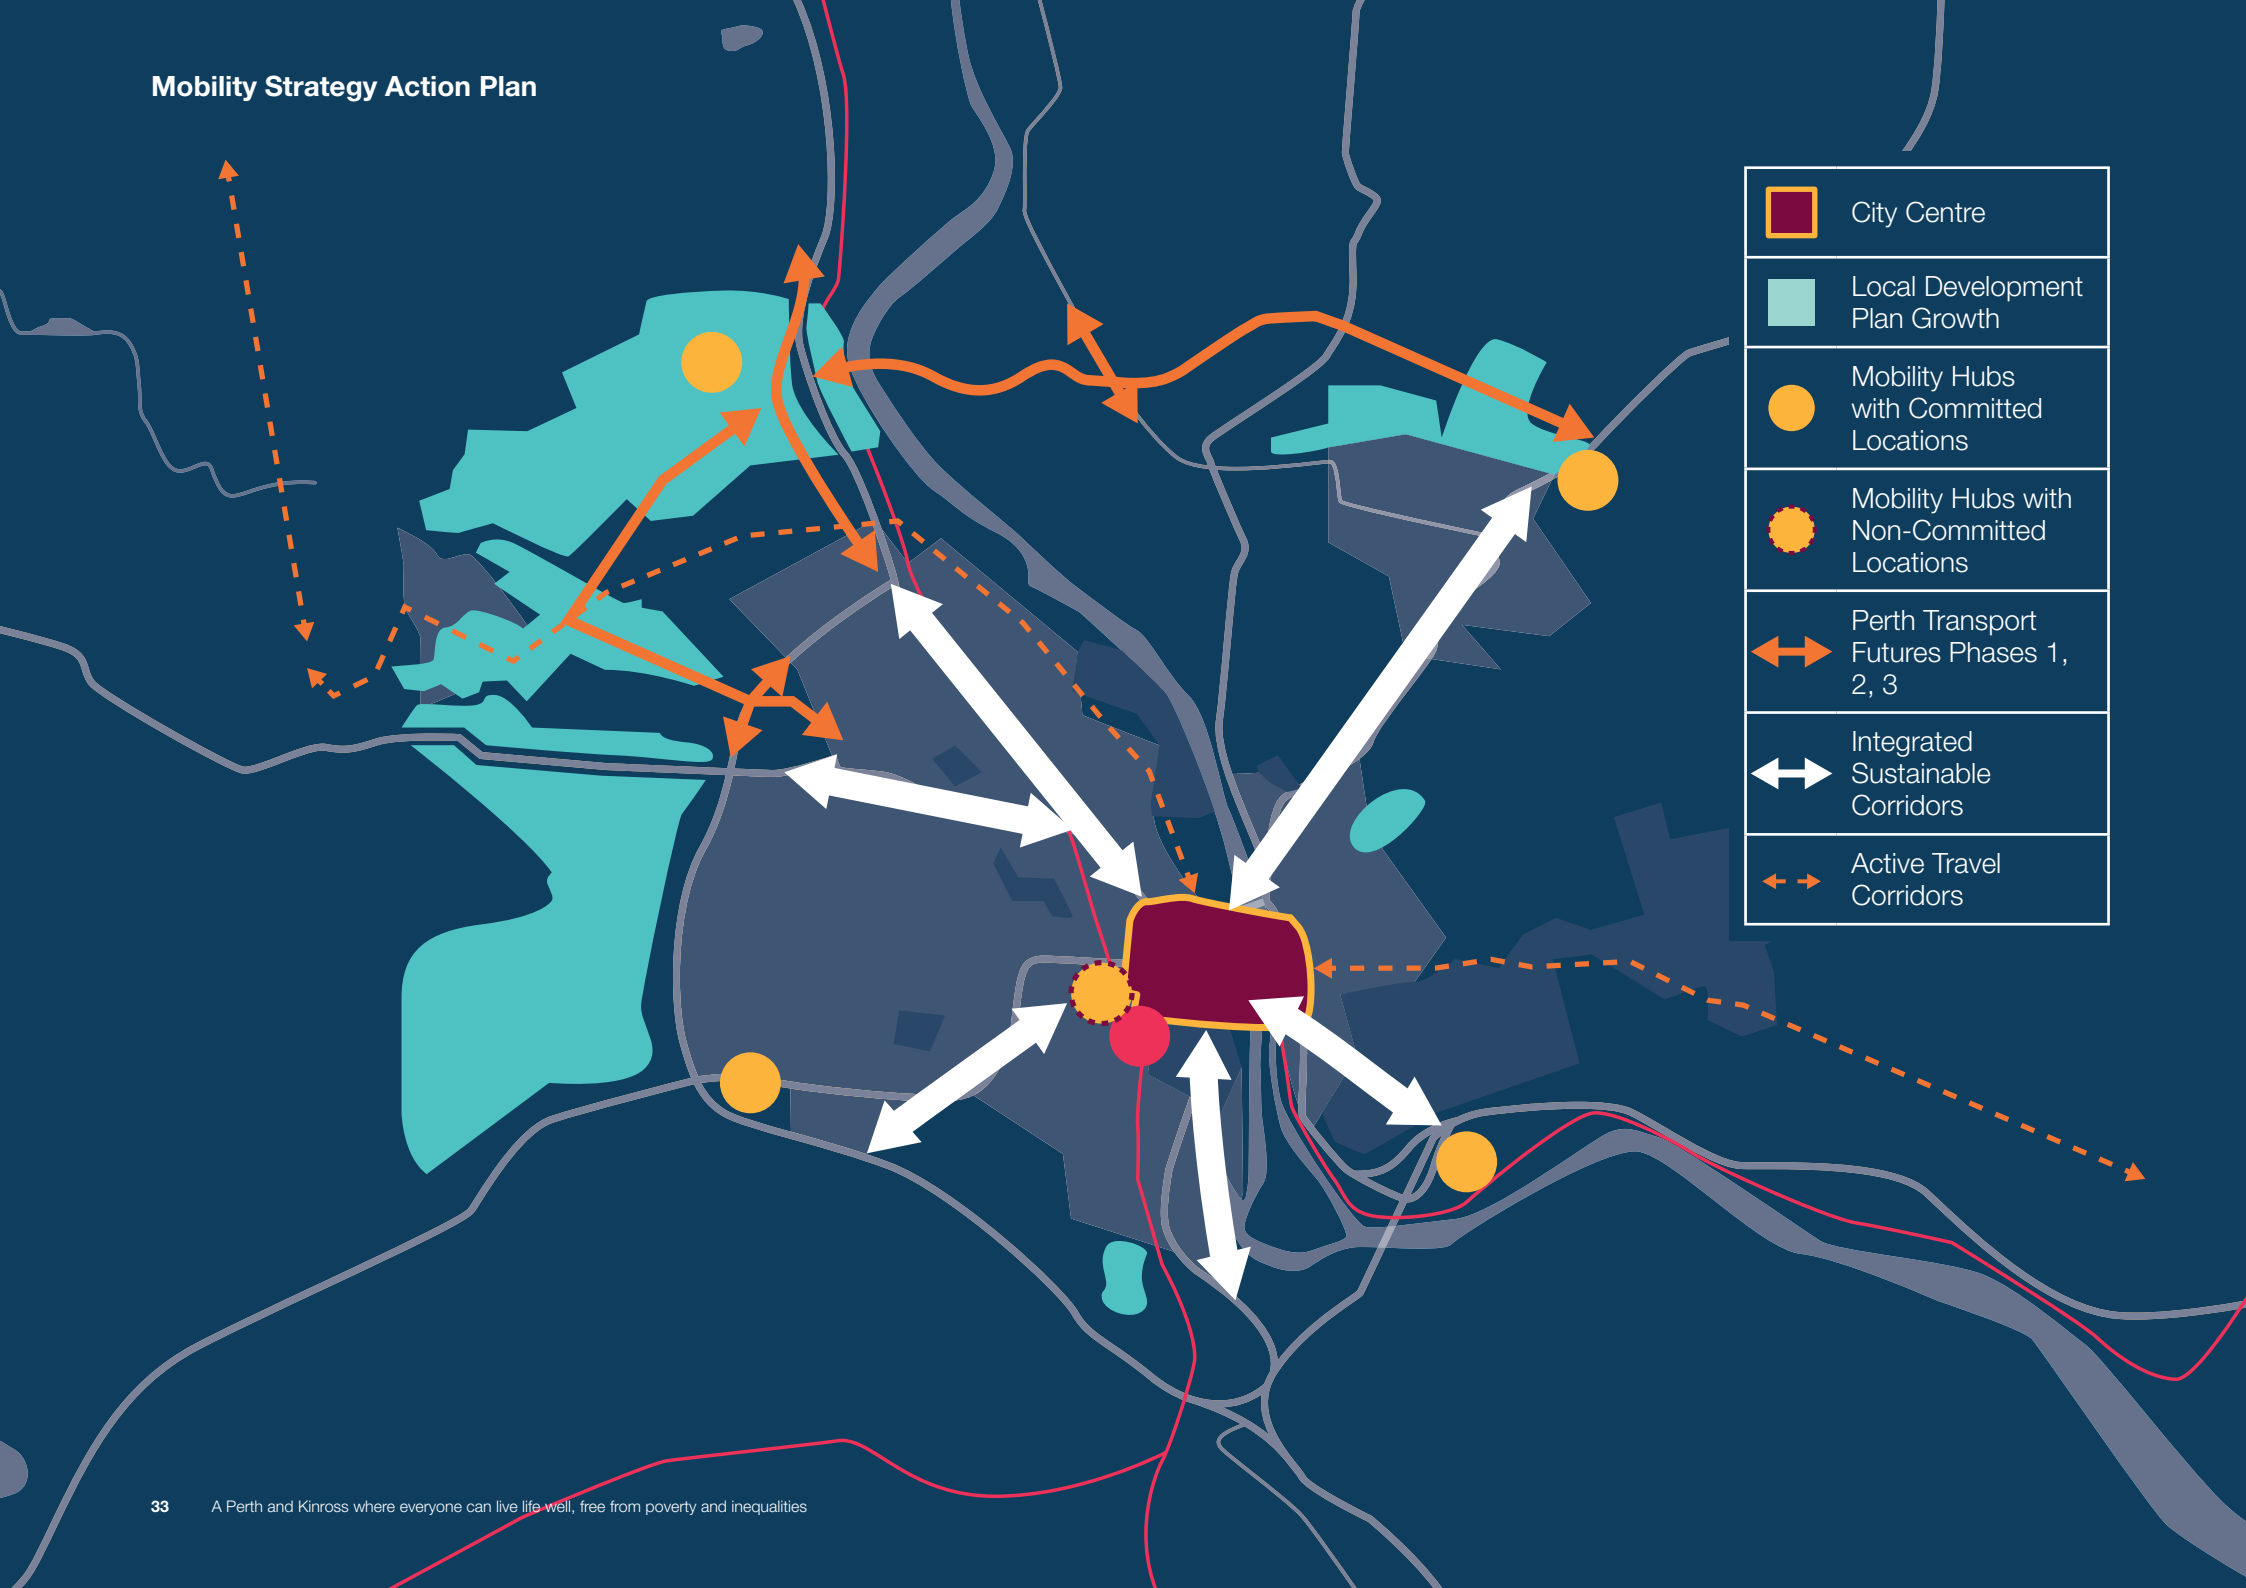 Mobility Strategy Action Plan
City Centre
Local Development
Plan Growth
Mobility Hubs
with Committed
Locations
Mobility Hubs with
Non-Committed
Locations
Perth Transport
Futures Phases 1,
2, 3
Integrated
Sustainable
Corridors
Active Travel
Corridors
33 A Perth and Kinross where everyone can live life well, free from poverty and inequalities